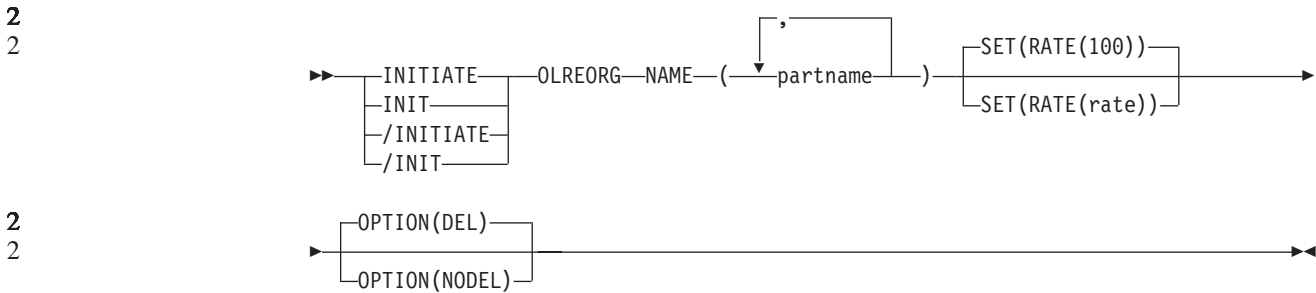 2
2
,
SET(RATE(100))
INITIATE OLREORG NAME ( partname )
INIT SET(RATE(rate))
/INITIATE
/INIT
2
2
OPTION(DEL)
OPTION(NODEL)